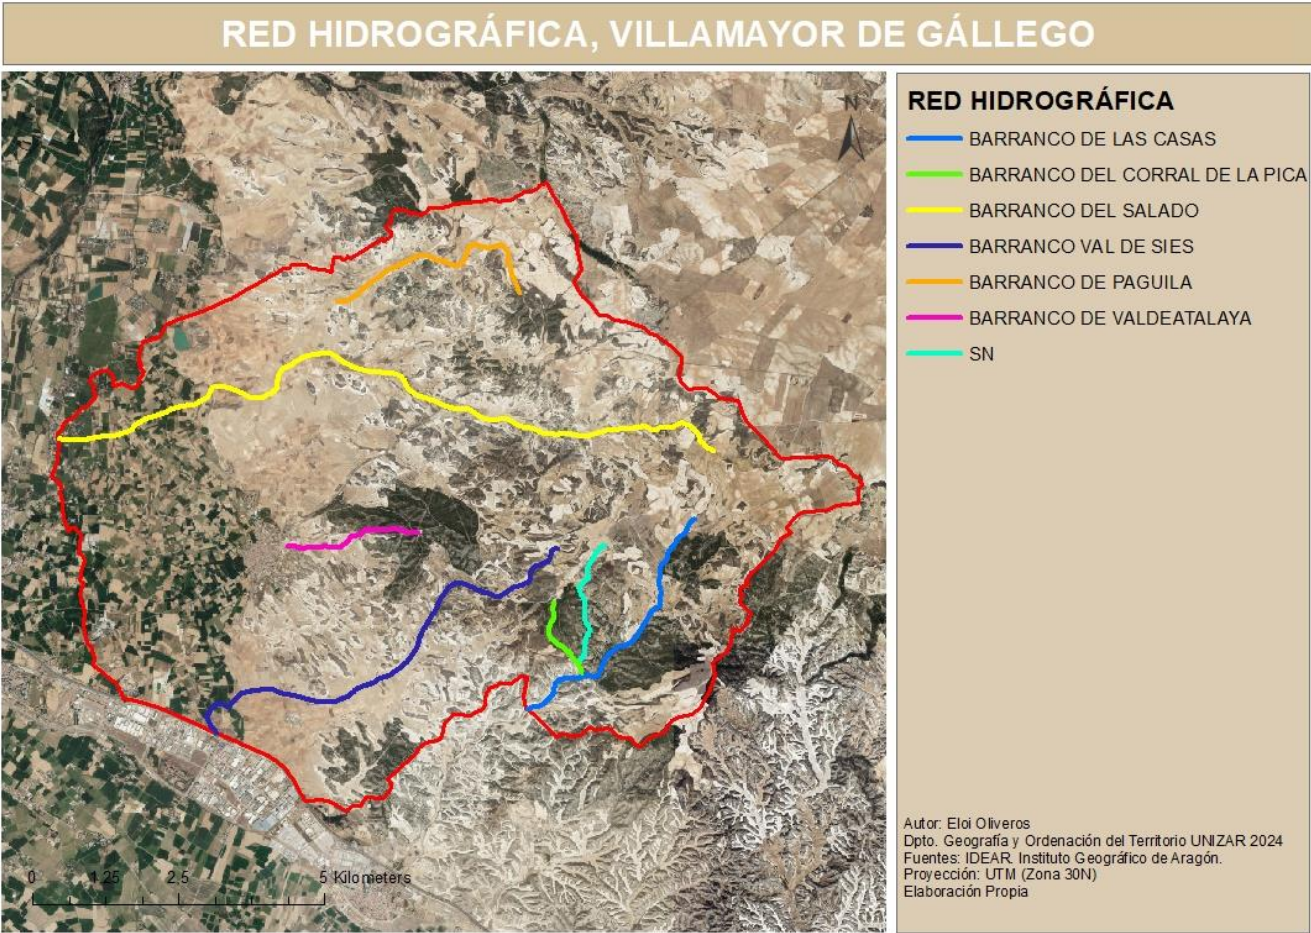 RED HIDROGRÁFICA, VILLAMAYOR DE GÁLLEGO
N
RED HIDROGRÁFICA
BARRANCO DE LAS CASAS
BARRANCO DEL CORRAL DE LA PICA
BARRANCO DEL SALADO
BARRANCO VAL DE SIES
BARRANCO DE PAGUILA
BARRANCO DE VALDEATALAYA
SN
0 1,25 2,5 5 Kilometers
Autor: Eloi Oliveros
Dpto. Geografía y Ordenación del Territorio UNIZAR 2024
Fuentes: IDEAR. Instituto Geográfico de Aragón.
Proyección: UTM (Zona 30N)
Elaboración Propia